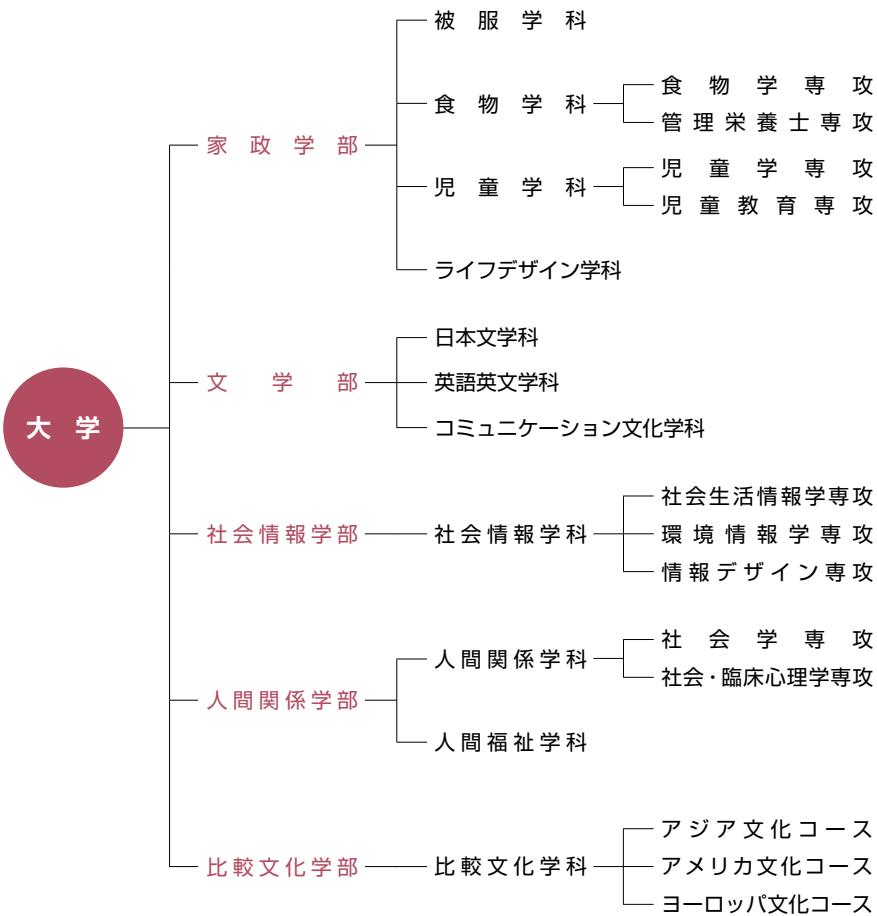 大学
家政学部
被服学科
食物学科
食物学専攻
管理栄養士専攻
児童学科
児童学専攻
児童教育専攻
ライフデザイン学科
文学部
日本文学科
英語英文学科
コミュニケーション文化学科
社会情報学部
社会情報学科
社会生活情報学専攻
環境情報学専攻
情報デザイン専攻
人間関係学部
人間関係学科
社会学専攻
社会・臨床心理学専攻
人間福祉学科
比較文化学部
比較文化学科
アジア文化コース
アメリカ文化コース
ヨーロッパ文化コース